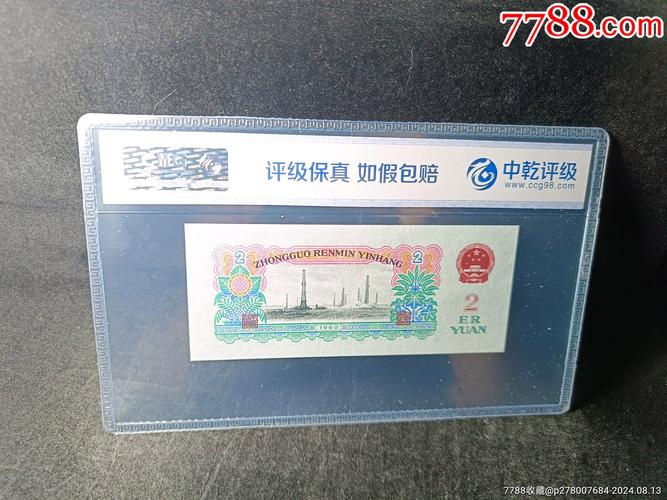 7788.com
评级保真 如假包赔
中乾评级
www.ccg98.com
2 ZHONGGUO RENMIN YINHANG 2
2
ER
YUAN
1960
7788收藏@p278007684-2024.08.13